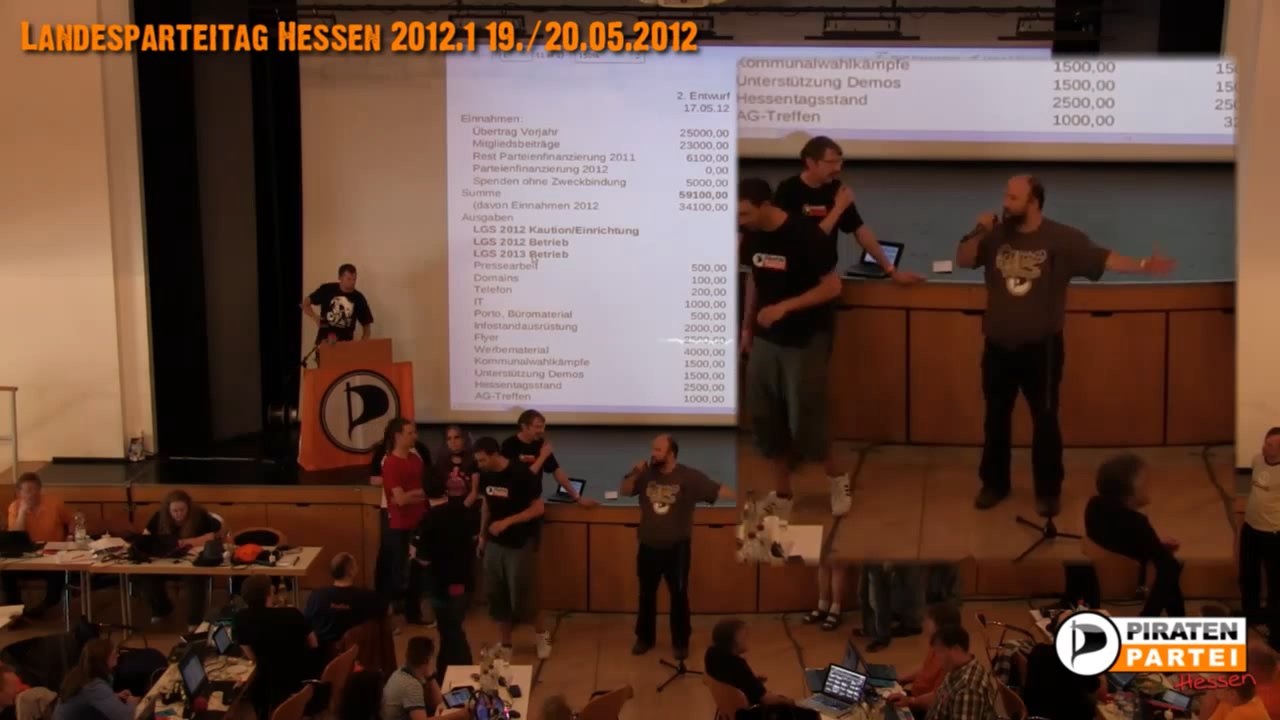 LANDESPARTEITAG HESSEN 2012.1 19./20.05.2012
2. Entwurf
17.05.12
Einnahmen:
Übertrag Vorjahr 25000,00
Mitgliedsbeiträge 23000,00
Rest Parteienfinanzierung 2011 6100,00
Parteienfinanzierung 2012 0,00
Spenden ohne Zweckbindung 5000,00
Summe 59100,00
(davon Einnahmen 2012 34100,00
Ausgaben
LGS 2012 Kaution/Einrichtung
LGS 2012 Betrieb
LGS 2013 Betrieb
Pressearbeit 500,00
Domains 100,00
Telefon 200,00
IT 1000,00
Porto, Büromaterial 500,00
Infostandausrüstung 2000,00
Flyer 2500,00
Werbematerial 4000,00
Kommunalwahlkämpfe 1500,00
Unterstützung Demos 1500,00
Hessentagsstand 2500,00
AG-Treffen 1000,00
Kommunalwahlkämpfe 1500,00
Unterstützung Demos 1500,00
Hessentagsstand 2500,00
AG-Treffen 1000,00
PIRATEN
PARTEI
Hessen